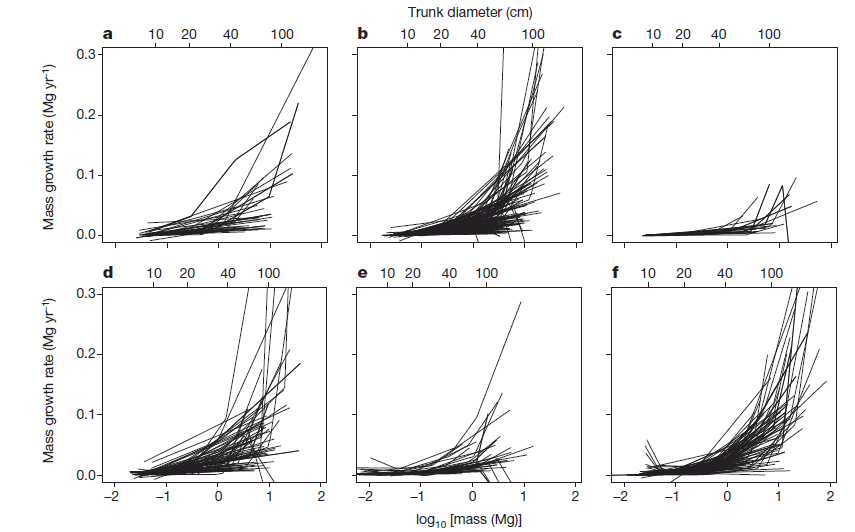 Trunk diameter (cm)
a 10 20 40 100
b 10 20 40 100
c 10 20 40 100
Mass growth rate (Mg yr⁻¹)
0.3
0.2
0.1
0.0
d 10 20 40 100
e 10 20 40 100
f 10 20 40 100
Mass growth rate (Mg yr⁻¹)
0.3
0.2
0.1
0.0
−2 −1 0 1 2
−2 −1 0 1 2
−2 −1 0 1 2
log₁₀ [mass (Mg)]